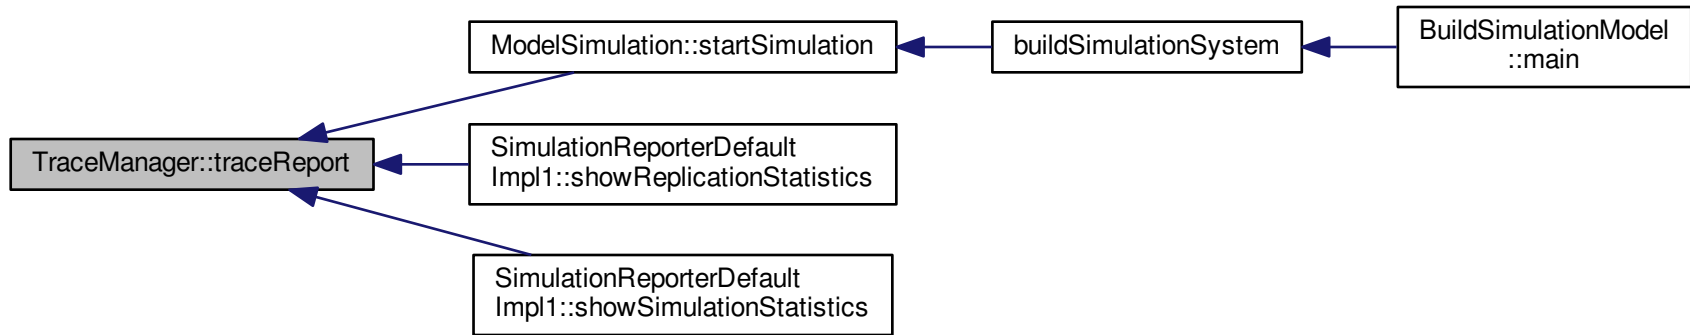 ModelSimulation::startSimulation
buildSimulationSystem
BuildSimulationModel
::main
TraceManager::traceReport
SimulationReporterDefault
Impl1::showReplicationStatistics
SimulationReporterDefault
Impl1::showSimulationStatistics